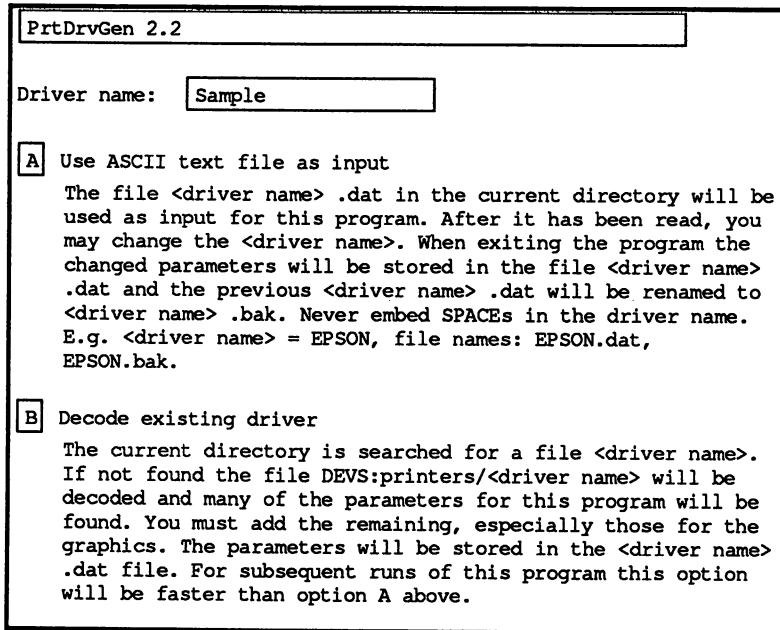 PrtDrvGen 2.2
Driver name: Sample
A Use ASCII text file as input
The file <driver name> .dat in the current directory will be
used as input for this program. After it has been read, you
may change the <driver name>. When exiting the program the
changed parameters will be stored in the file <driver name>
.dat and the previous <driver name> .dat will be renamed to
<driver name> .bak. Never embed SPACEs in the driver name.
E.g. <driver name> = EPSON, file names: EPSON.dat,
EPSON.bak.
B Decode existing driver
The current directory is searched for a file <driver name>.
If not found the file DEVS:printers/<driver name> will be
decoded and many of the parameters for this program will be
found. You must add the remaining, especially those for the
graphics. The parameters will be stored in the <driver name>
.dat file. For subsequent runs of this program this option
will be faster than option A above.